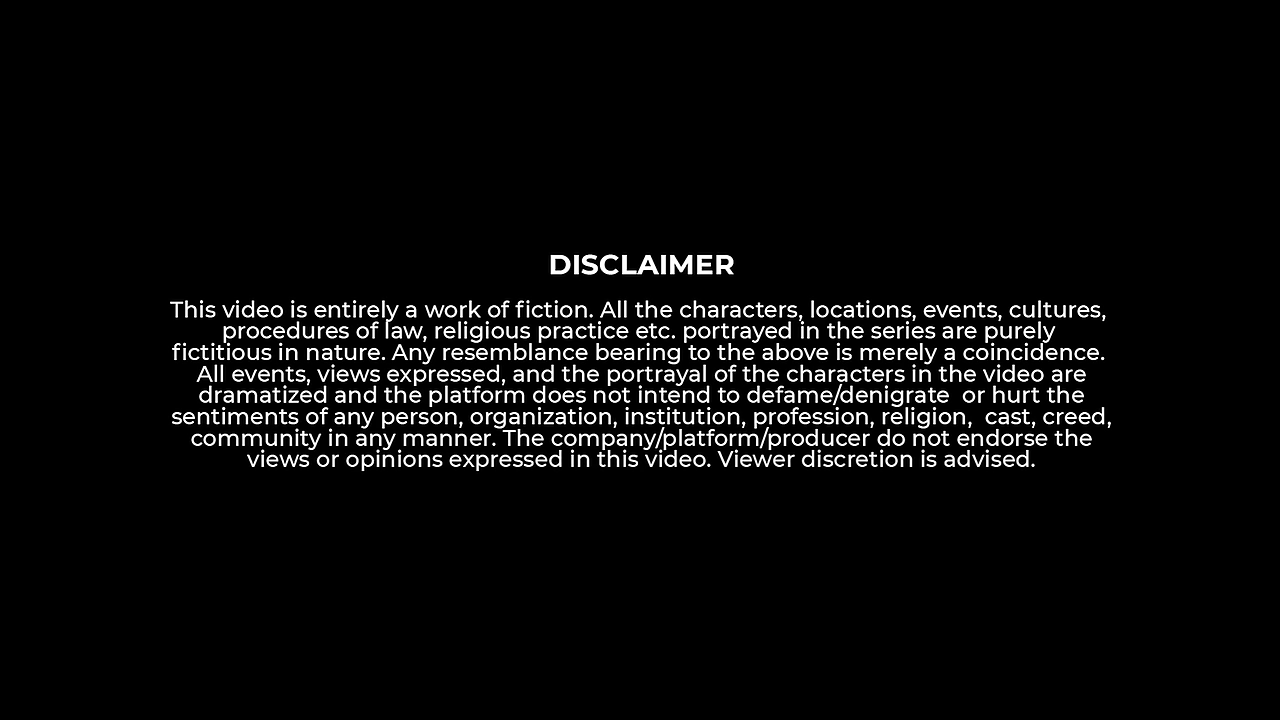 DISCLAIMER
This video is entirely a work of fiction. All the characters, locations, events, cultures,
procedures of law, religious practice etc. portrayed in the series are purely
fictitious in nature. Any resemblance bearing to the above is merely a coincidence.
All events, views expressed, and the portrayal of the characters in the video are
dramatized and the platform does not intend to defame/denigrate  or hurt the
sentiments of any person, organization, institution, profession, religion,  cast, creed,
community in any manner. The company/platform/producer do not endorse the
views or opinions expressed in this video. Viewer discretion is advised.